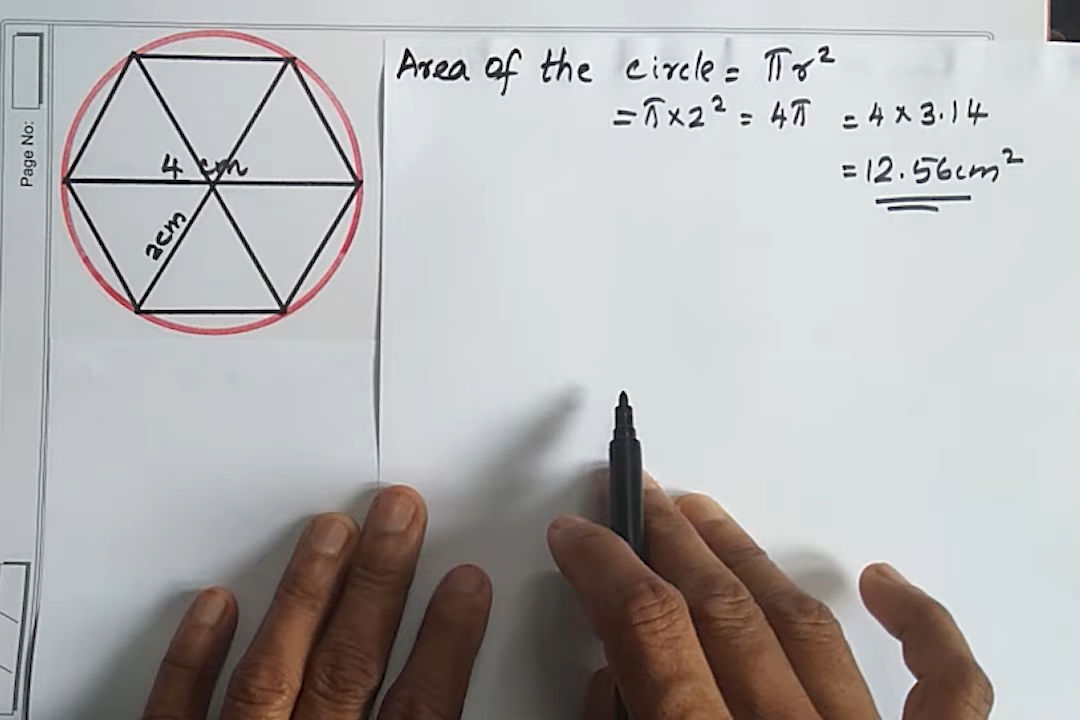 Page No:
4 cm
2cm
Area of the circle = πr²
= π×2² = 4π = 4 × 3.14
= 12.56cm²